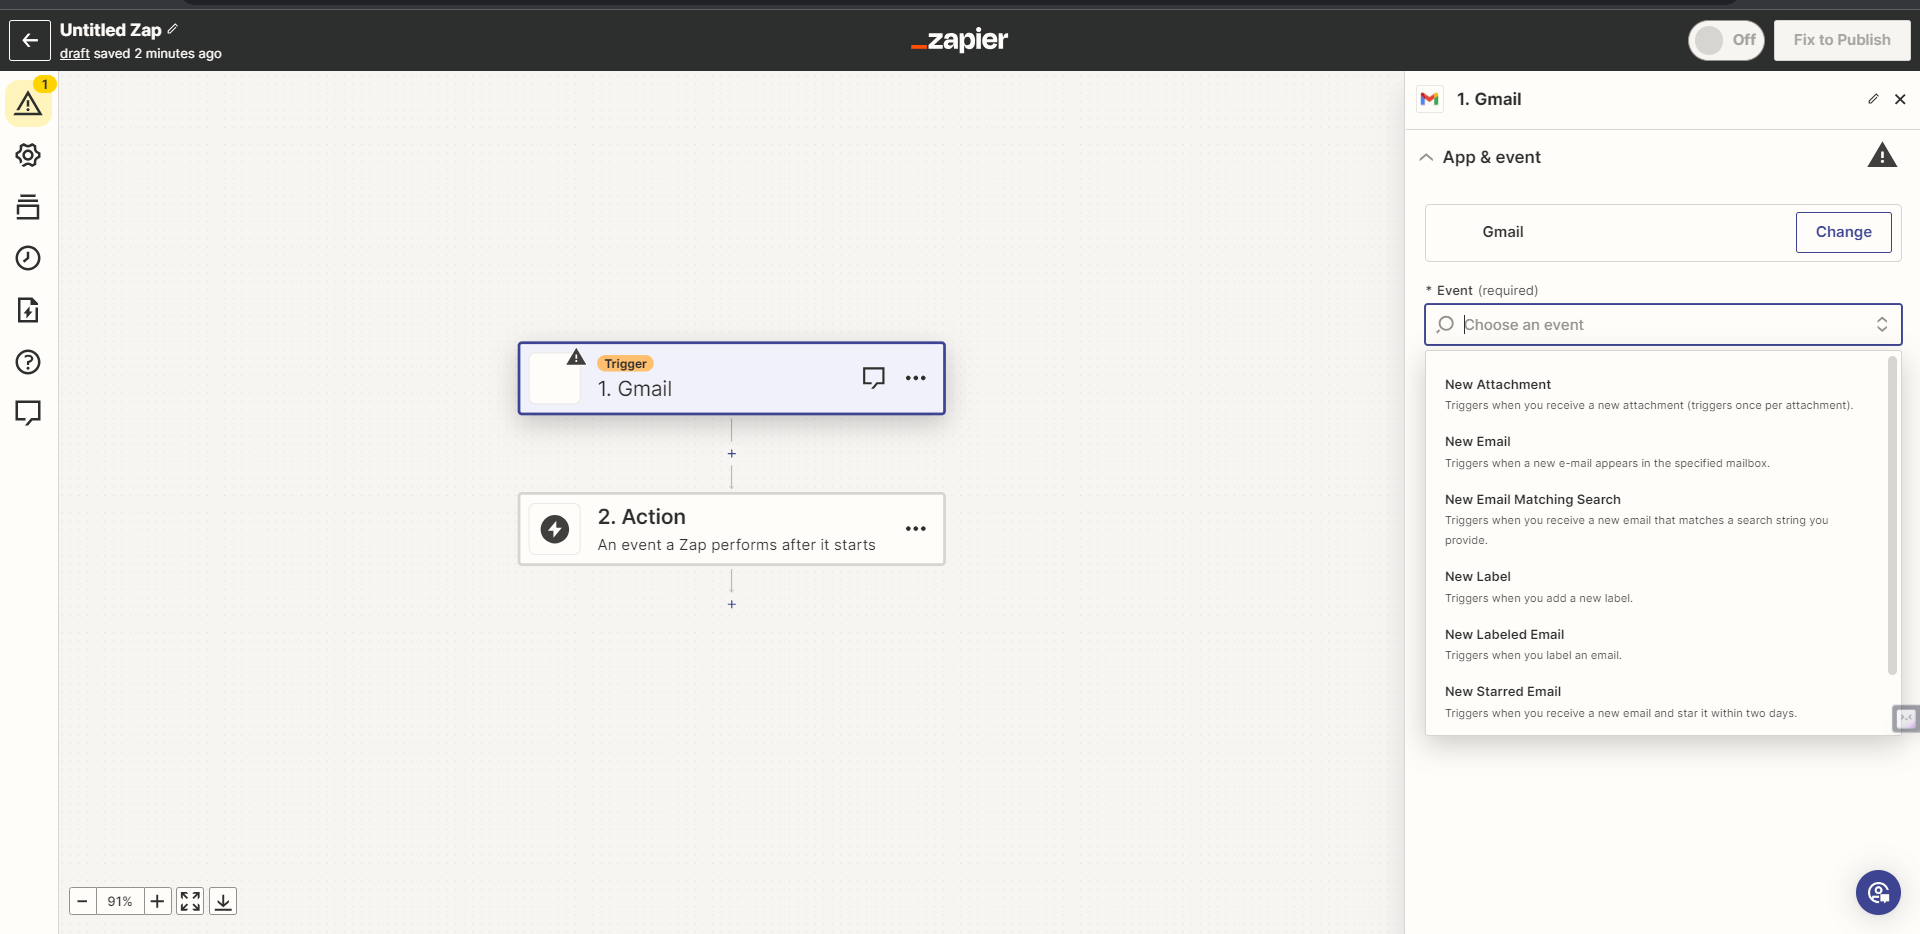 Untitled Zap
draft saved 2 minutes ago
zapier
Off
Fix to Publish
1
1. Gmail
App & event
Gmail
Change
* Event (required)
Choose an event
New Attachment
Triggers when you receive a new attachment (triggers once per attachment).
New Email
Triggers when a new e-mail appears in the specified mailbox.
New Email Matching Search
Triggers when you receive a new email that matches a search string you
provide.
New Label
Triggers when you add a new label.
New Labeled Email
Triggers when you label an email.
New Starred Email
Triggers when you receive a new email and star it within two days.
Trigger
1. Gmail
+
2. Action
An event a Zap performs after it starts
+
91%